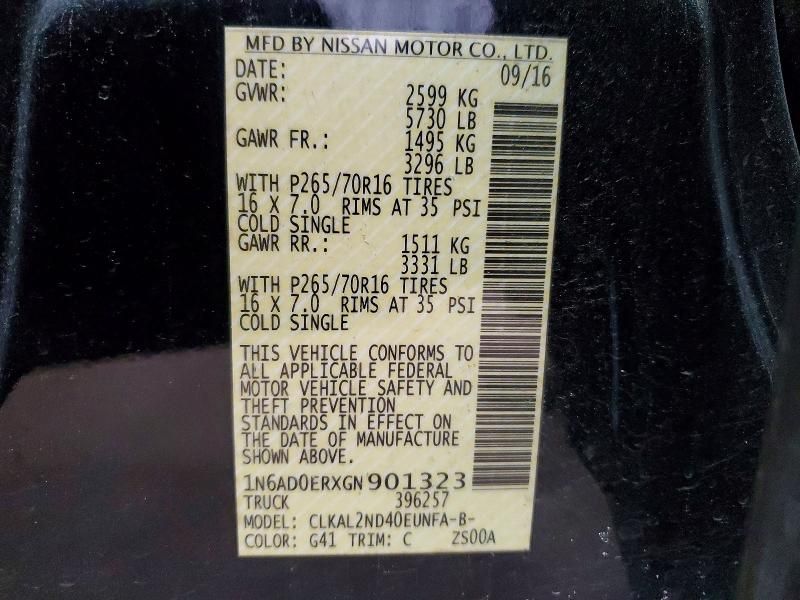 MFD BY NISSAN MOTOR CO., LTD.
DATE: 09/16
GVWR: 2599 KG
5730 LB
GAWR FR.: 1495 KG
3296 LB
WITH P265/70R16 TIRES
16 X 7.0 RIMS AT 35 PSI
COLD SINGLE
GAWR RR.: 1511 KG
3331 LB
WITH P265/70R16 TIRES
16 X 7.0 RIMS AT 35 PSI
COLD SINGLE
THIS VEHICLE CONFORMS TO
ALL APPLICABLE FEDERAL
MOTOR VEHICLE SAFETY AND
THEFT PREVENTION
STANDARDS IN EFFECT ON
THE DATE OF MANUFACTURE
SHOWN ABOVE.
1N6AD0ERXGN901323
TRUCK 396257
MODEL: CLKAL2ND40EUNFA-B-
COLOR: G41 TRIM: C ZS00A